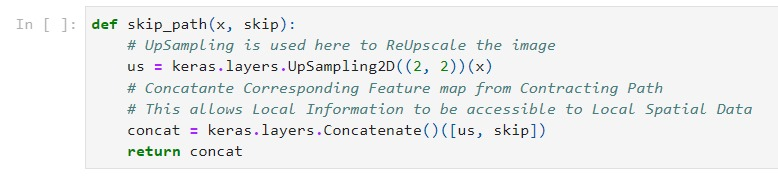 In [ ]: def skip_path(x, skip):
    # UpSampling is used here to ReUpscale the image
    us = keras.layers.UpSampling2D((2, 2))(x)
    # Concatante Corresponding Feature map from Contracting Path
    # This allows Local Information to be accessible to Local Spatial Data
    concat = keras.layers.Concatenate()([us, skip])
    return concat